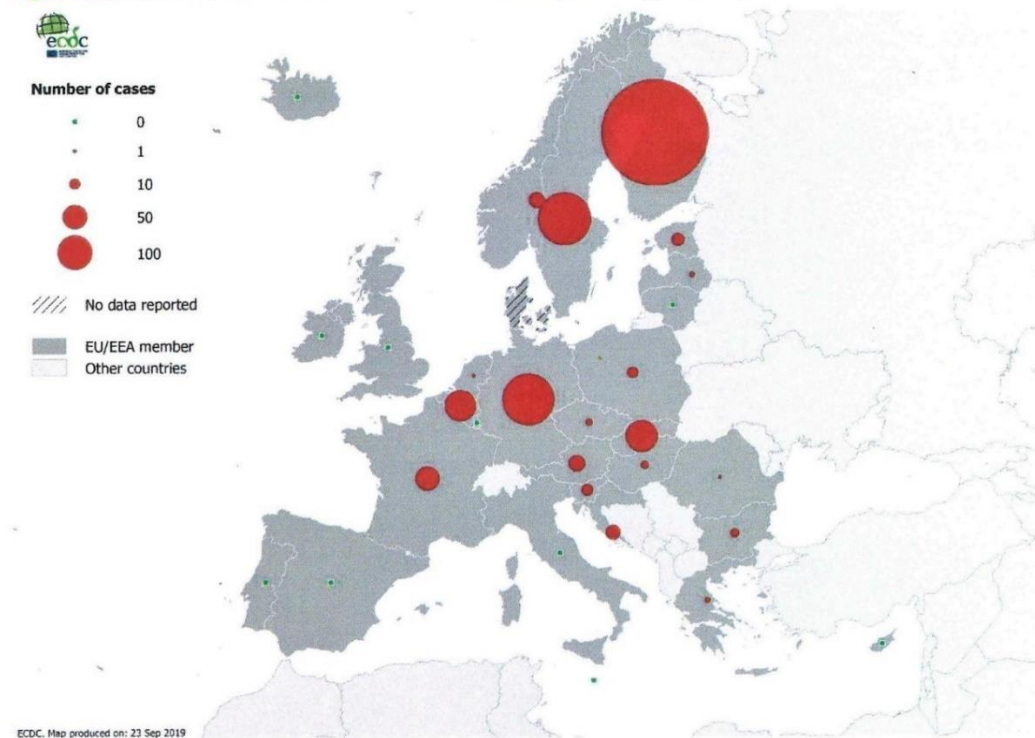 ecdc
Number of cases
0
1
10
50
100
No data reported
EU/EEA member
Other countries
ECDC. Map produced on: 23 Sep 2019